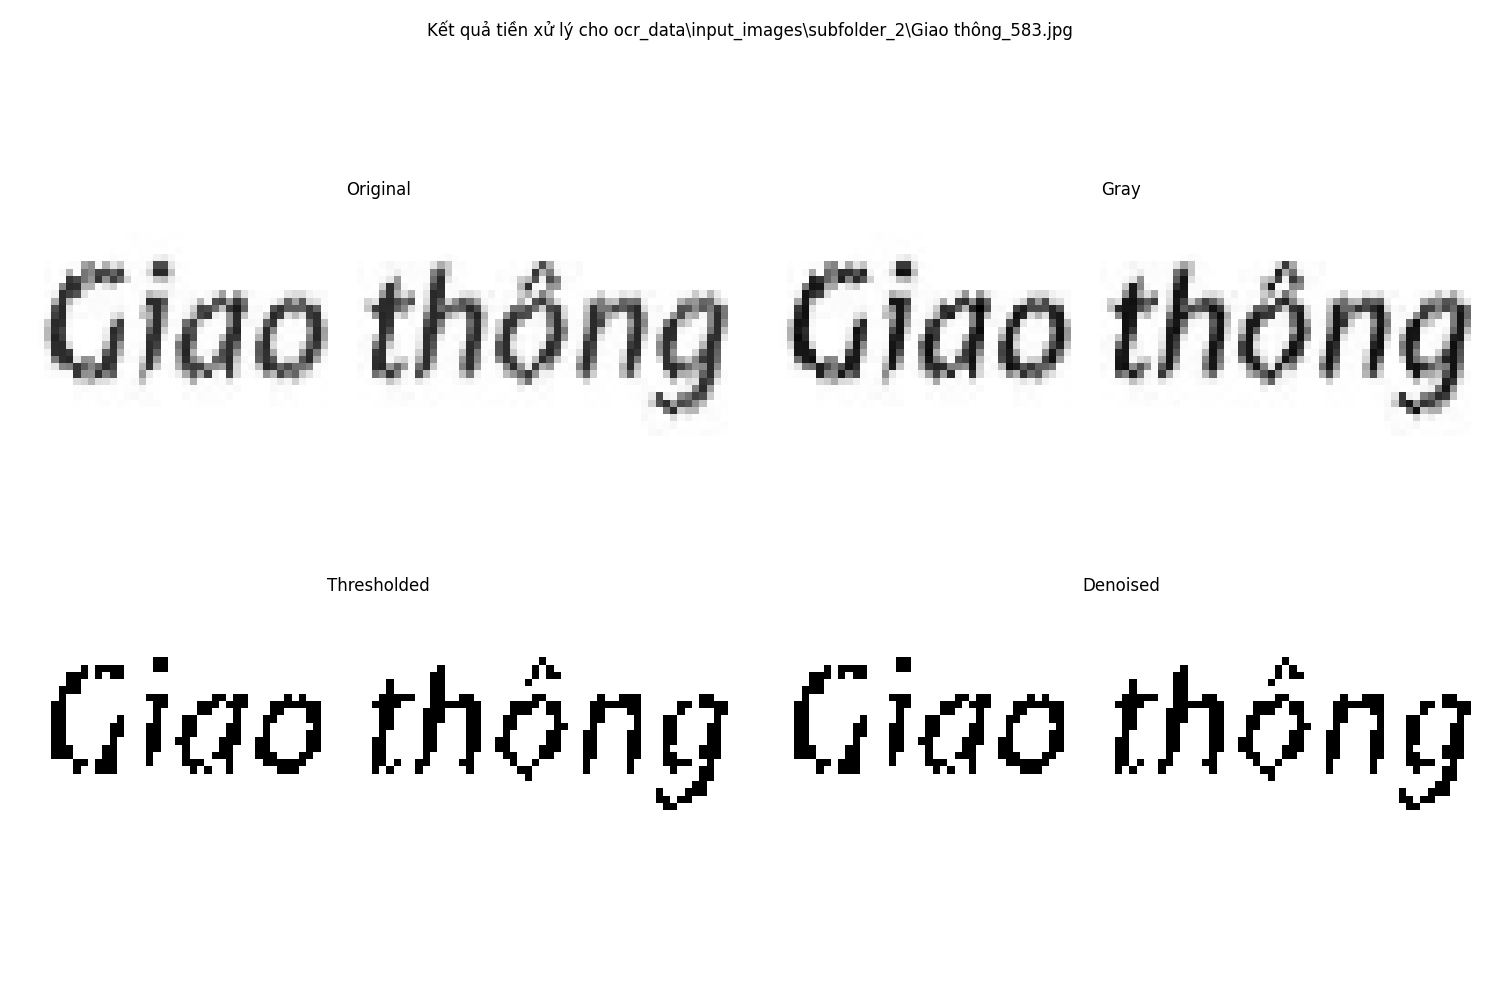 Kết quả tiền xử lý cho ocr_data\input_images\subfolder_2\Giao thông_583.jpg
Original
Gray
Giao thông
Giao thông
Thresholded
Denoised
Giao thông
Giao thông